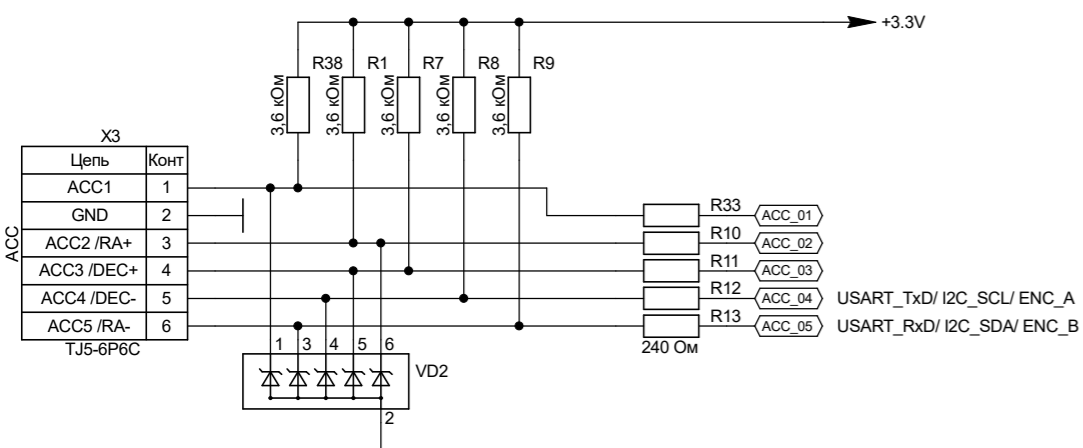 +3.3V
R38 R1 R7 R8 R9
3,6 кОм 3,6 кОм 3,6 кОм 3,6 кОм 3,6 кОм
X3
Цепь Конт
ACC1 1
GND 2
ACC2 /RA+ 3
ACC3 /DEC+ 4
ACC4 /DEC- 5
ACC5 /RA- 6
ACC
TJ5-6P6C
R33 ACC_01
R10 ACC_02
R11 ACC_03
R12 ACC_04 USART_TxD/ I2C_SCL/ ENC_A
R13 ACC_05 USART_RxD/ I2C_SDA/ ENC_B
240 Ом
1 3 4 5 6
VD2
2